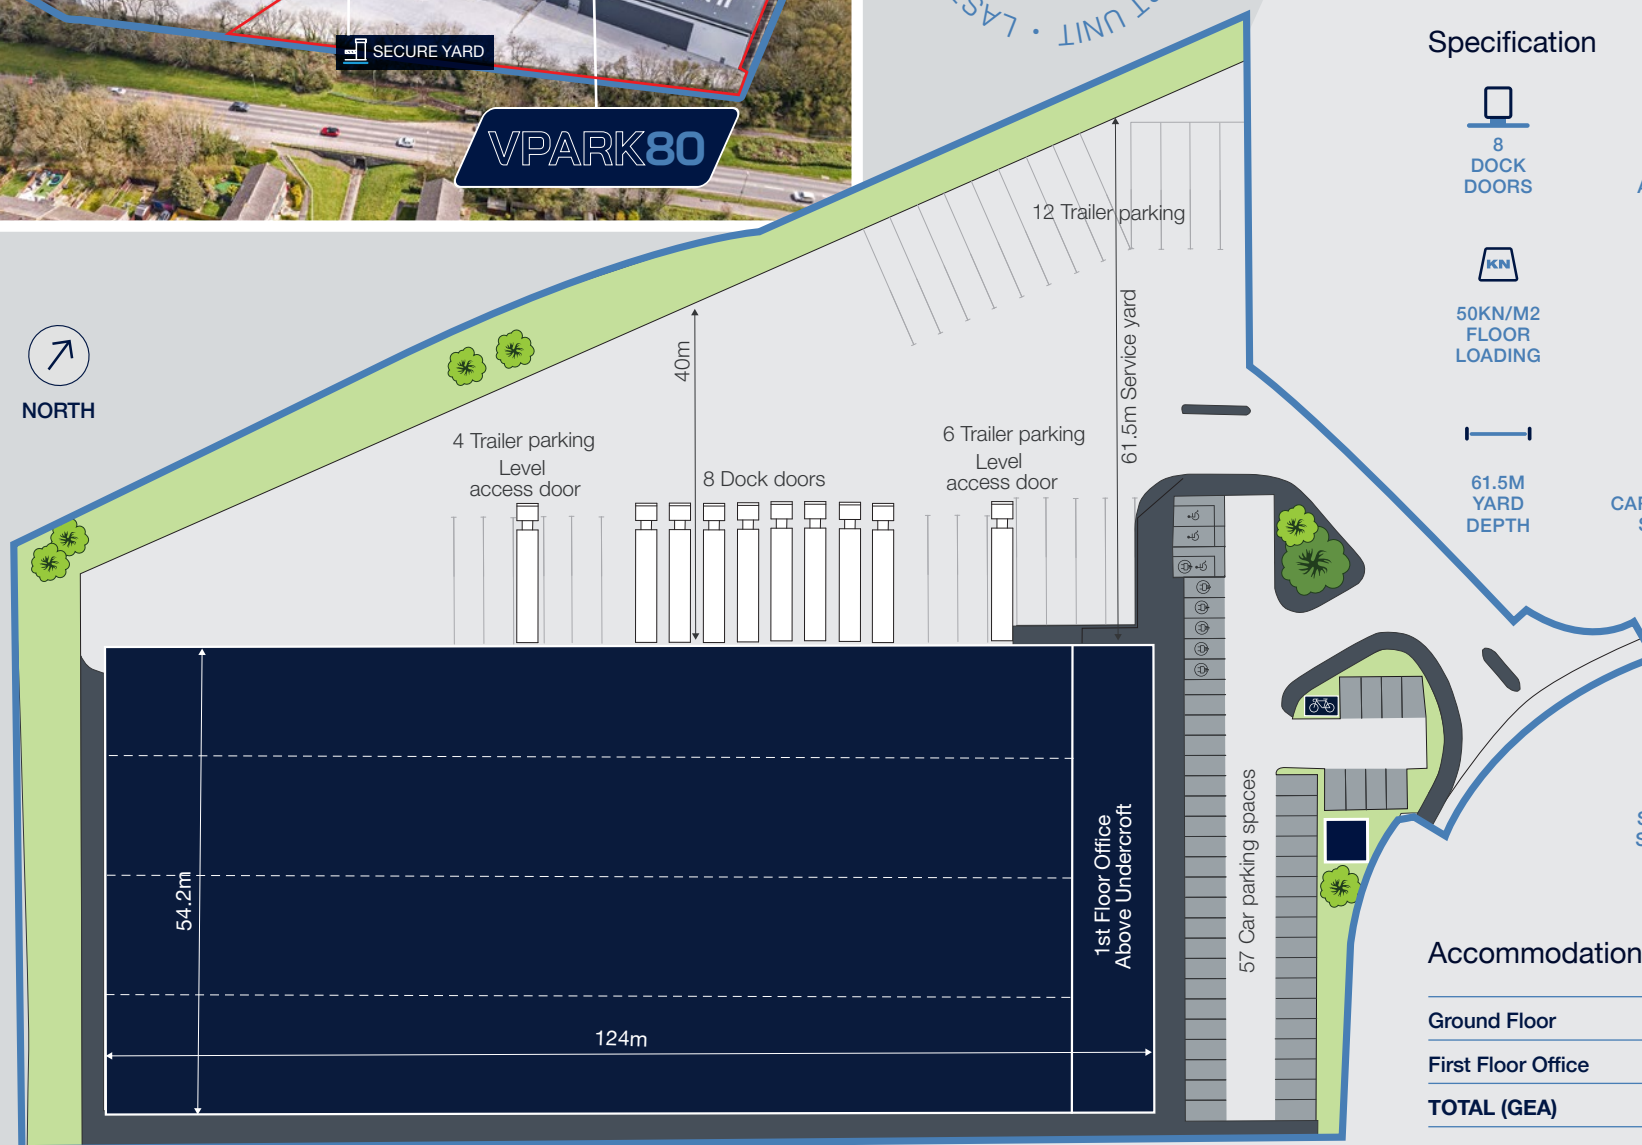 SECURE YARD
VPARK80
UNIT •
NORTH
12 Trailer parking
40m
61.5m Service yard
4 Trailer parking
Level
access door
8 Dock doors
6 Trailer parking
Level
access door
54.2m
124m
1st Floor Office
Above Undercroft
57 Car parking spaces
Specification
8
DOCK
DOORS
KN
50KN/M2
FLOOR
LOADING
61.5M
YARD
DEPTH
Accommodation
Ground Floor
First Floor Office
TOTAL (GEA)